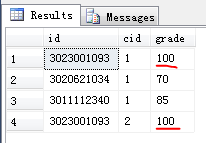 Results Messages
id cid grade
1 3023001093 1 100
2 3020621034 1 70
3 3011112340 1 85
4 3023001093 2 100